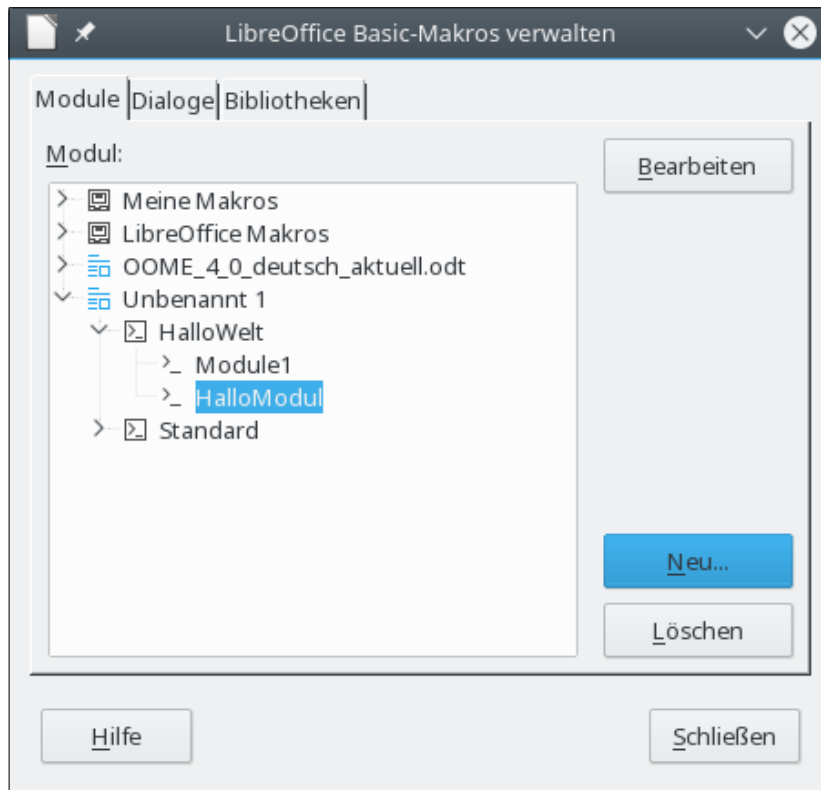 LibreOffice Basic-Makros verwalten
Module Dialoge Bibliotheken
Modul:
Bearbeiten
Meine Makros
LibreOffice Makros
OOME_4_0_deutsch_aktuell.odt
Unbenannt 1
HalloWelt
Module1
HalloModul
Standard
Neu...
Löschen
Hilfe
Schließen